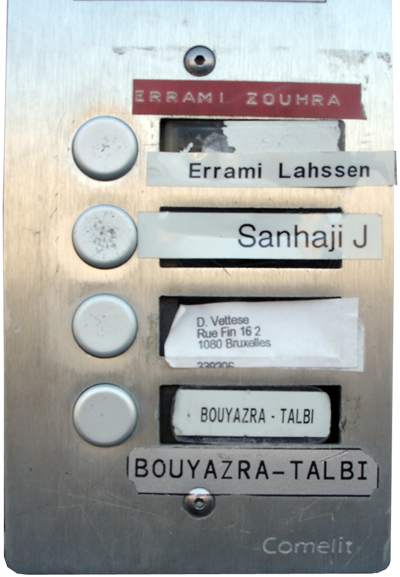 ERRAMI ZOUHRA
Errami Lahssen
Sanhaji J
D. Vettese
Rue Fin 16 2
1080 Bruxelles
BOUYAZRA - TALBI
BOUYAZRA-TALBI
Comelit